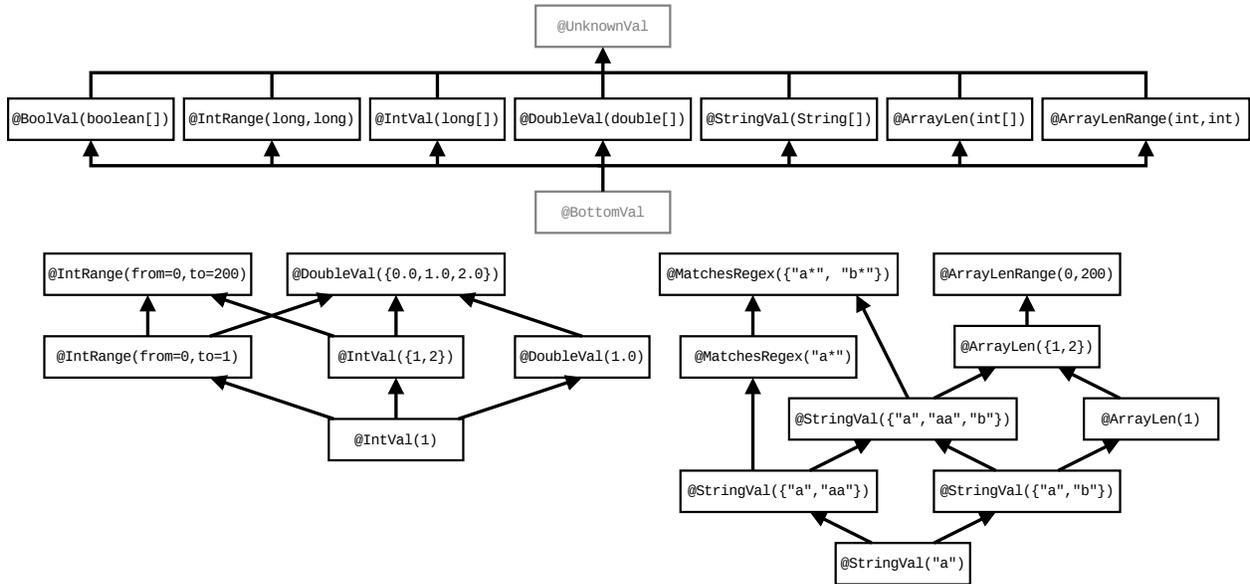 @UnknownVal
@BoolVal(boolean[])
@IntRange(long,long)
@IntVal(long[])
@DoubleVal(double[])
@StringVal(String[])
@ArrayLen(int[])
@ArrayLenRange(int,int)
@BottomVal
@IntRange(from=0,to=200)
@DoubleVal({0.0,1.0,2.0})
@MatchesRegex({"a*", "b*"})
@ArrayLenRange(0,200)
@IntRange(from=0,to=1)
@IntVal({1,2})
@DoubleVal(1.0)
@MatchesRegex("a*")
@ArrayLen({1,2})
@StringVal({"a","aa","b"})
@ArrayLen(1)
@IntVal(1)
@StringVal({"a","aa"})
@StringVal({"a","b"})
@StringVal("a")